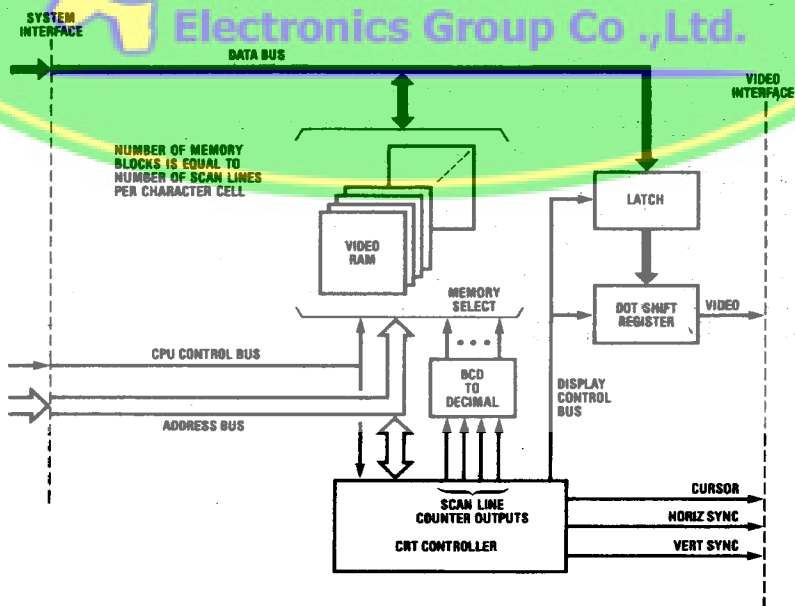 Electronics Group Co .,Ltd.
SYSTEM
INTERFACE
DATA BUS
VIDEO
INTERFACE
NUMBER OF MEMORY
BLOCKS IS EQUAL TO
NUMBER OF SCAN LINES
PER CHARACTER CELL
LATCH
VIDEO
RAM
MEMORY
SELECT
DOT SHIFT
REGISTER
VIDEO
CPU CONTROL BUS
BCD
TO
DECIMAL
DISPLAY
CONTROL
BUS
ADDRESS BUS
SCAN LINE
COUNTER OUTPUTS
CRT CONTROLLER
CURSOR
HORIZ SYNC
VERT SYNC